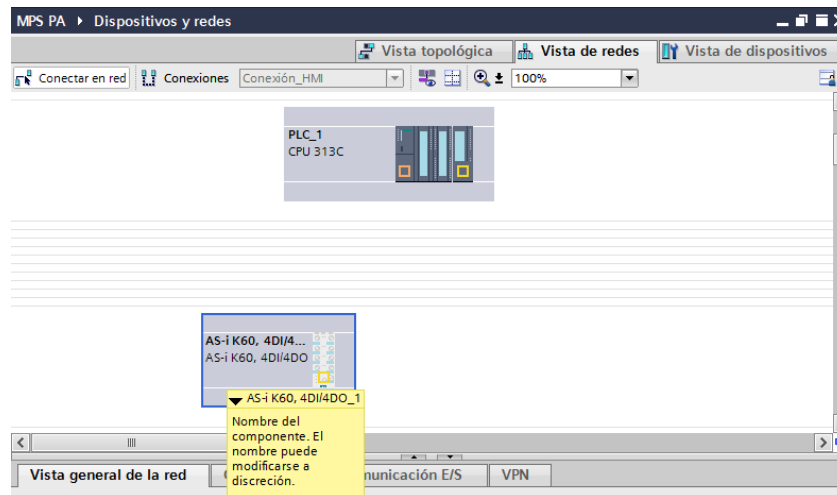 MPS PA ▸ Dispositivos y redes
Vista topológica
Vista de redes
Vista de dispositivos
Conectar en red
Conexiones
Conexión_HMI
100%
PLC_1
CPU 313C
AS-i K60, 4DI/4...
AS-i K60, 4DI/4DO
AS-i K60, 4DI/4DO_1
Nombre del
componente. El
nombre puede
modificarse a
discreción.
Vista general de la red
municación E/S
VPN